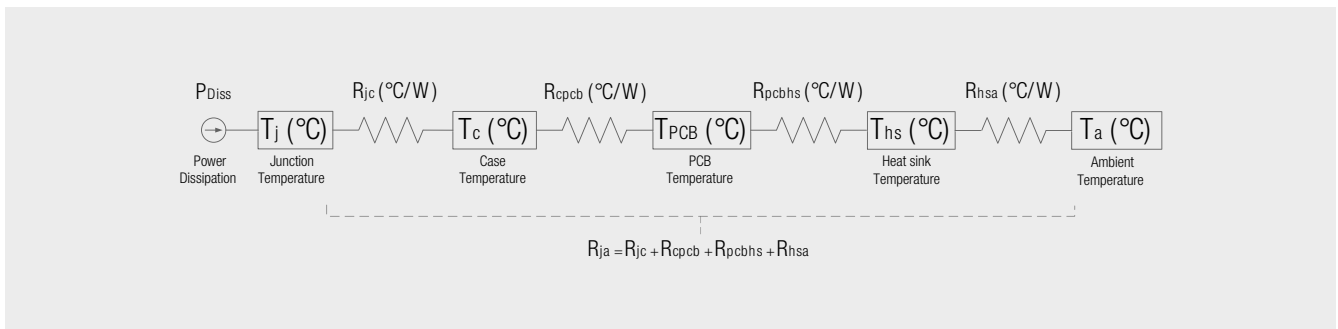 PDiss Rjc (°C/W) Rcpcb (°C/W) Rpcbhs (°C/W) Rhsa (°C/W)
Tj (°C) Tc (°C) TPCB (°C) Ths (°C) Ta (°C)
Power Junction Case PCB Heat sink Ambient
Dissipation Temperature Temperature Temperature Temperature Temperature
Rja =Rjc +Rcpcb +Rpcbhs +Rhsa